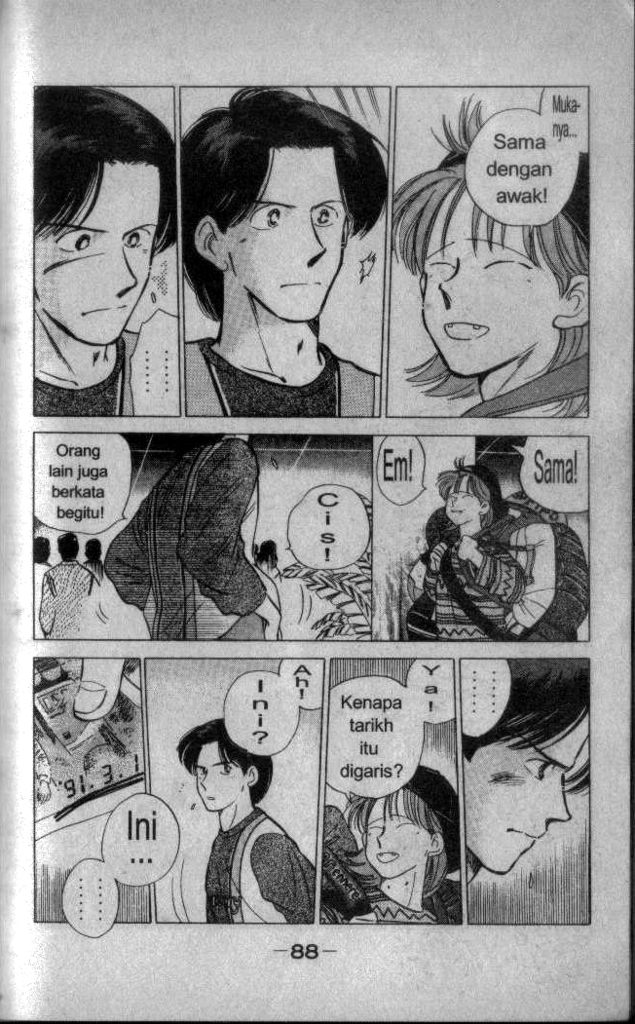 Muka-
nya...
Sama
dengan
awak!
......
Sama!
Em!
Cis!
Orang
lain juga
berkata
begitu!
......
Ya!
Kenapa
tarikh
itu
digaris?
Ah!
Ini?
'91. 3. 1
Ini
...
......
-88-